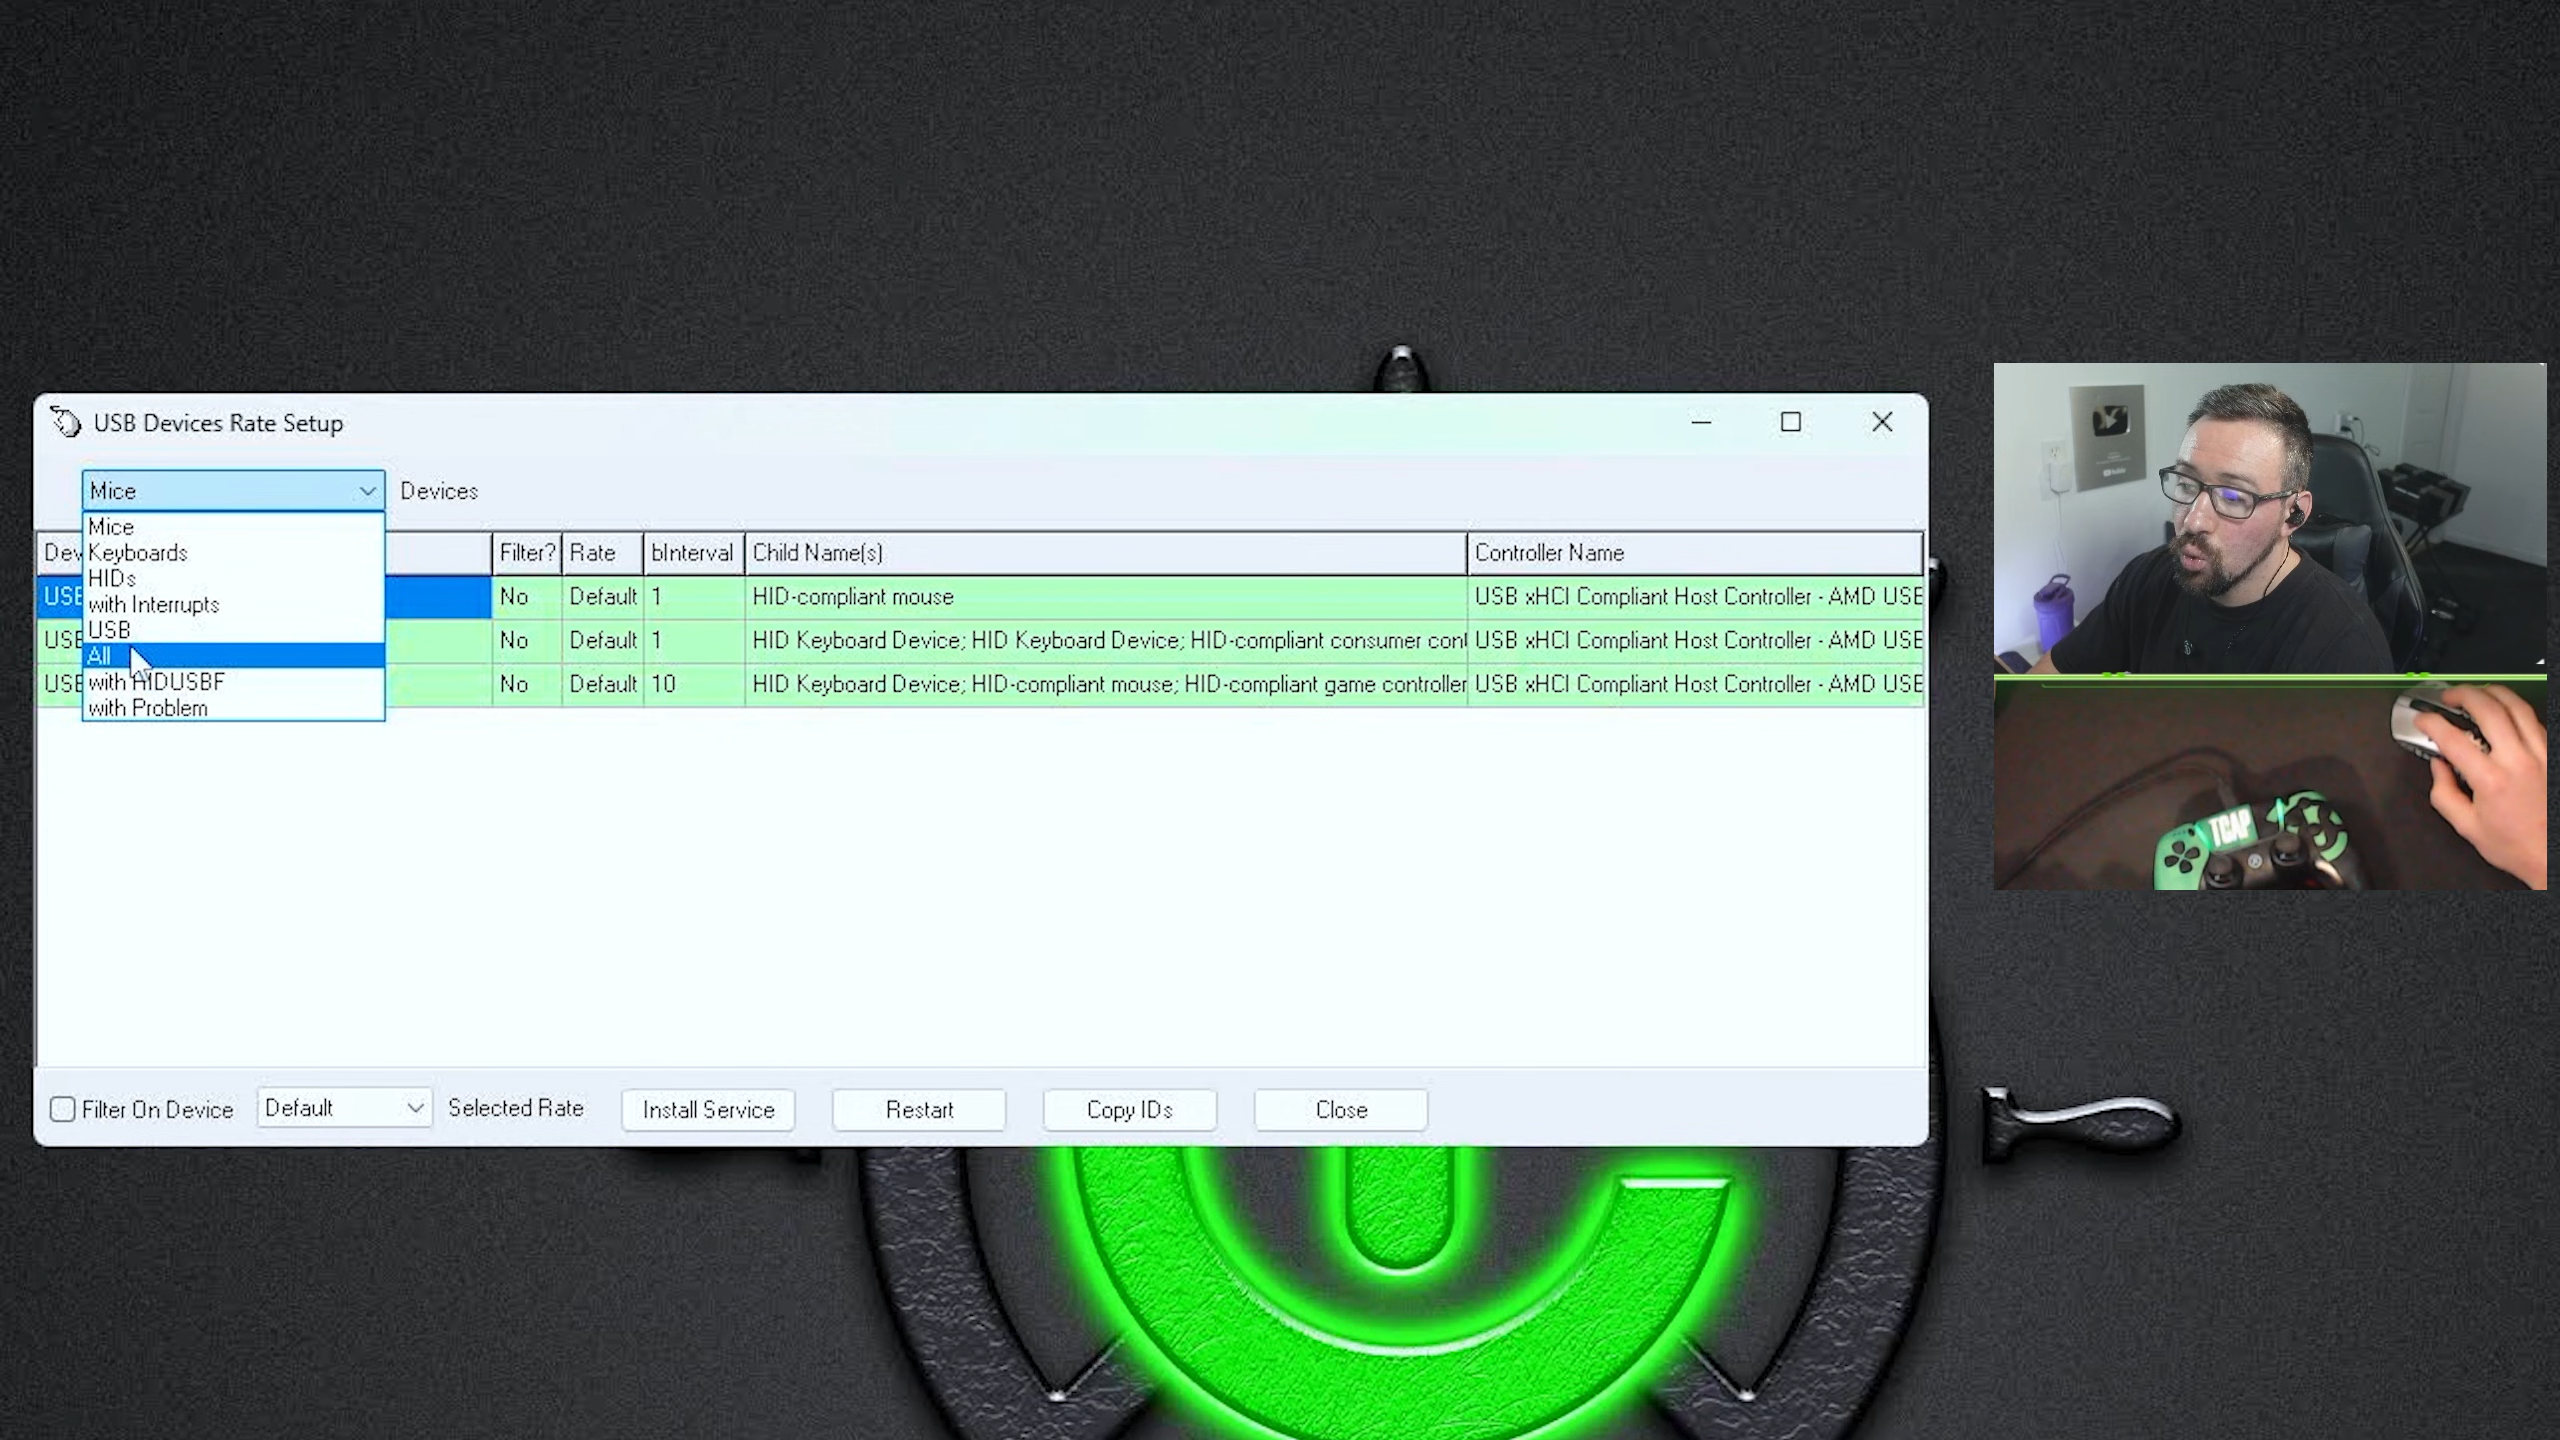 USB Devices Rate Setup
Mice Devices
Mice
Keyboards
HIDs
with Interrupts
USB
All
with HIDUSBF
with Problem
Dev Filter? Rate bInterval Child Name(s) Controller Name
USB No Default 1 HID-compliant mouse USB xHCI Compliant Host Controller - AMD USB
USB No Default 1 HID Keyboard Device; HID Keyboard Device; HID-compliant consumer cont USB xHCI Compliant Host Controller - AMD USB
USB No Default 10 HID Keyboard Device; HID-compliant mouse; HID-compliant game controller USB xHCI Compliant Host Controller - AMD USB
Filter On Device Default Selected Rate Install Service Restart Copy IDs Close
TCAP